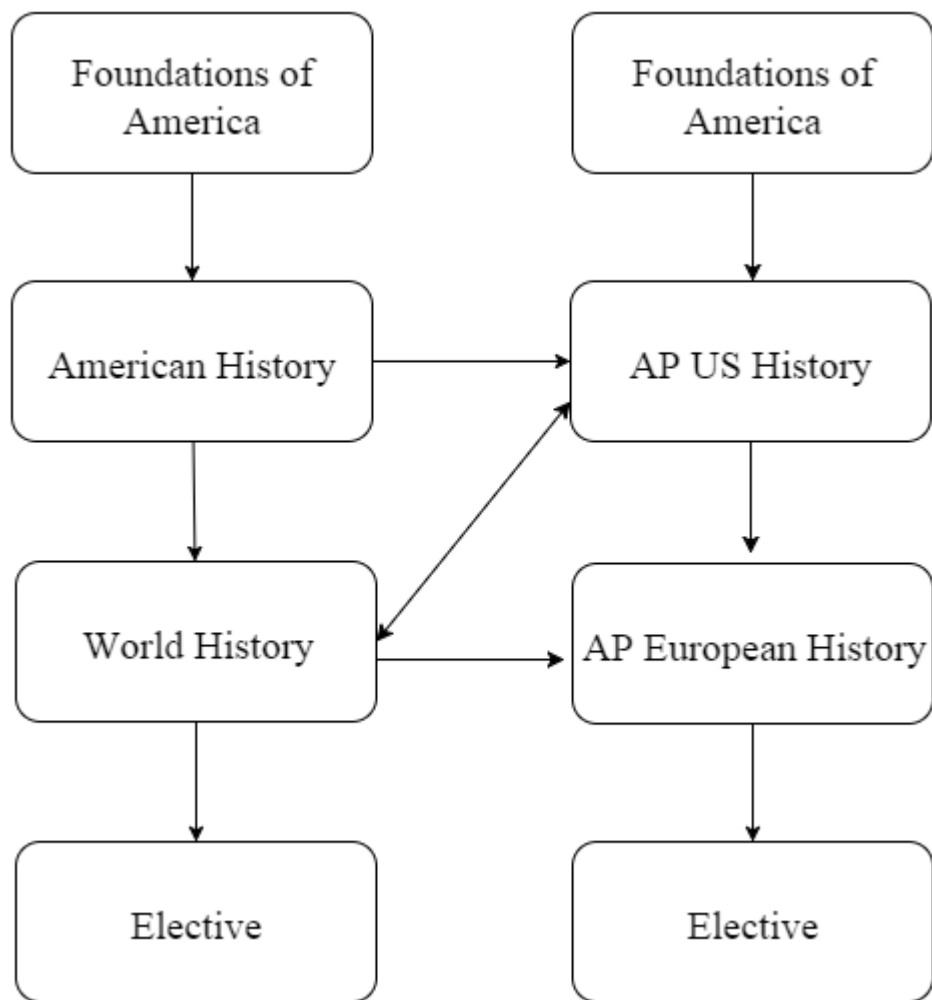 Foundations of
America
Foundations of
America
American History
AP US History
World History
AP European History
Elective
Elective